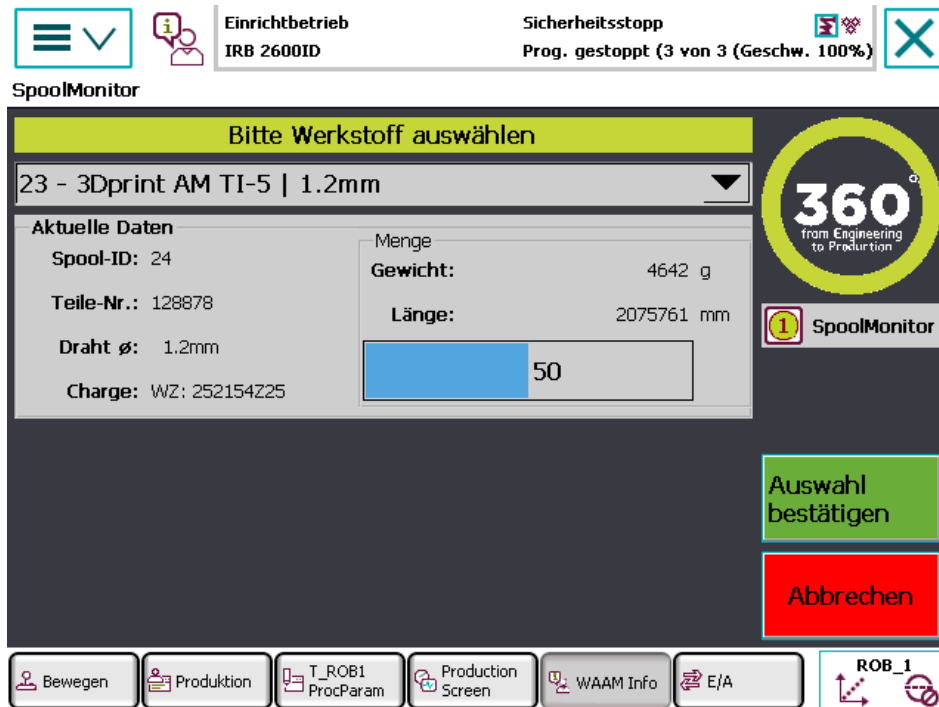 Einrichtbetrieb
IRB 2600ID
Sicherheitsstopp
Prog. gestoppt (3 von 3 (Geschw. 100%)
SpoolMonitor
Bitte Werkstoff auswählen
23 - 3Dprint AM TI-5 | 1.2mm
Aktuelle Daten
Spool-ID: 24
Teile-Nr.: 128878
Draht ø: 1.2mm
Charge: WZ: 252154Z25
Menge
Gewicht: 4642 g
Länge: 2075761 mm
50
360°
from Engineering
to Production
1 SpoolMonitor
Auswahl
bestätigen
Abbrechen
Bewegen
Produktion
T_ROB1
ProcParam
Production
Screen
WAAM Info
E/A
ROB_1